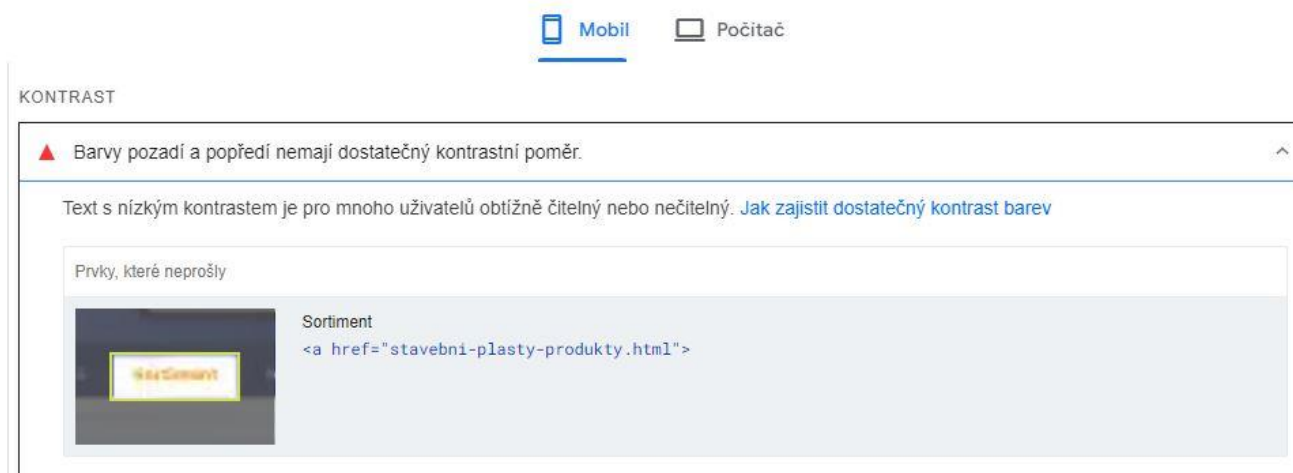 Mobil
Počítač
KONTRAST
Barvy pozadí a popředí nemají dostatečný kontrastní poměr.
Text s nízkým kontrastem je pro mnoho uživatelů obtížně čitelný nebo nečitelný. Jak zajistit dostatečný kontrast barev
Prvky, které neprošly
Sortiment
Sortiment
<a href="stavebni-plasty-produkty.html">